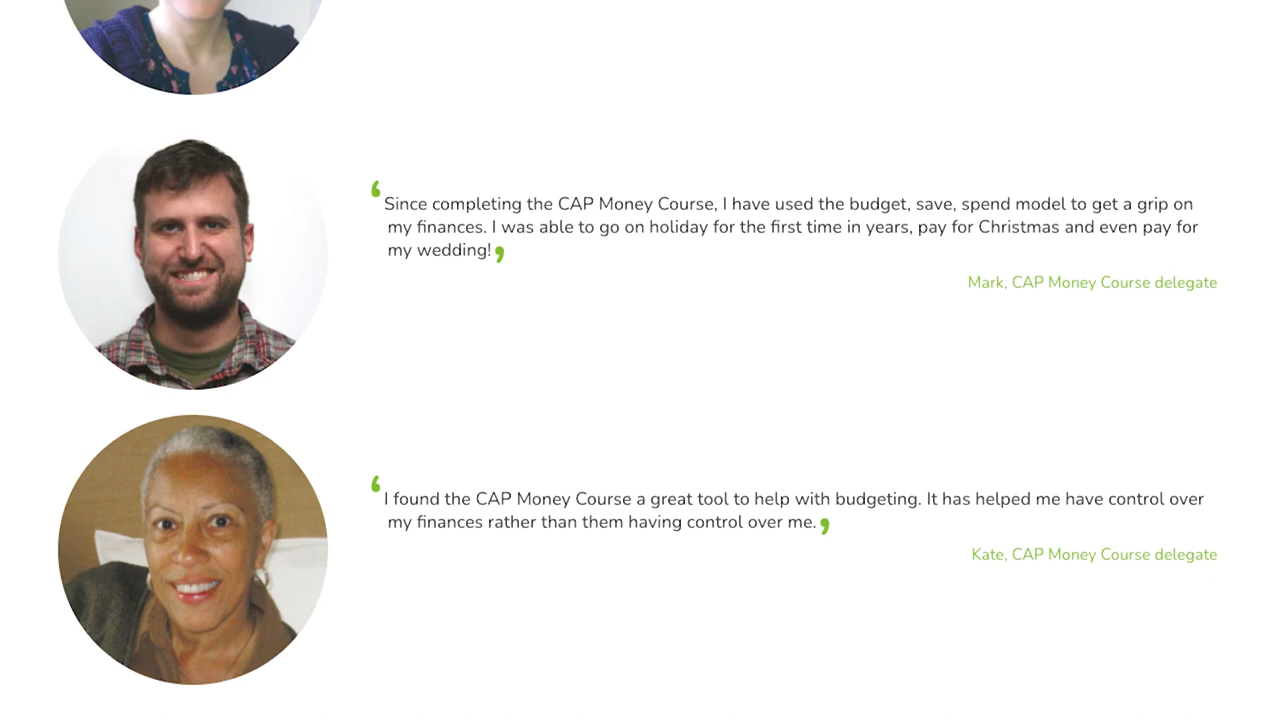 ‘Since completing the CAP Money Course, I have used the budget, save, spend model to get a grip on
my finances. I was able to go on holiday for the first time in years, pay for Christmas and even pay for
my wedding!’
Mark, CAP Money Course delegate
‘I found the CAP Money Course a great tool to help with budgeting. It has helped me have control over
my finances rather than them having control over me.’
Kate, CAP Money Course delegate